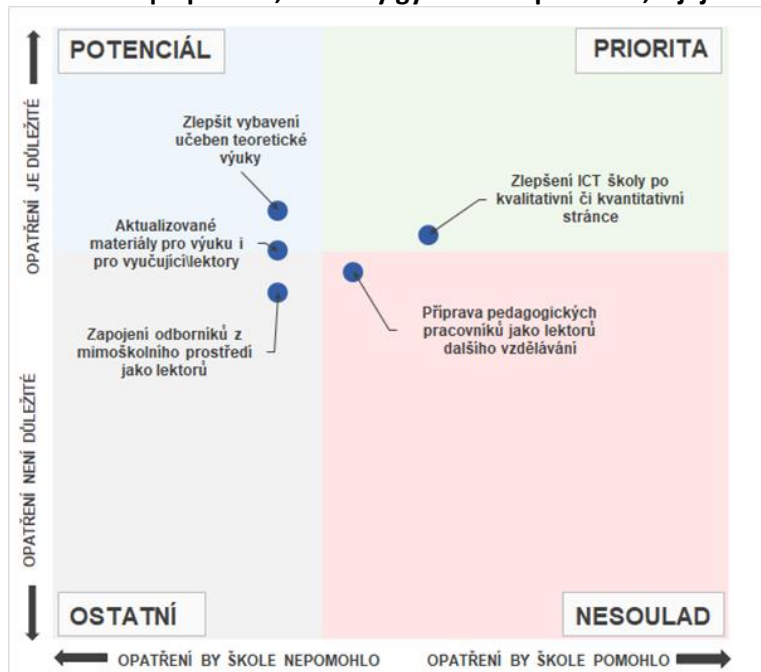 POTENCIÁL
PRIORITA
OPATŘENÍ JE DŮLEŽITÉ
Zlepšit vybavení
učeben teoretické
výuky
Zlepšení ICT školy po
kvalitativní či kvantitativní
stránce
Aktualizované
materiály pro výuku i
pro vyučující\lektory
Zapojení odborníků z
mimoškolního prostředí
jako lektorů
Příprava pedagogických
pracovníků jako lektorů
dalšího vzdělávání
OPATŘENÍ NENÍ DŮLEŽITÉ
OSTATNÍ
NESOULAD
OPATŘENÍ BY ŠKOLE NEPOMOHLO
OPATŘENÍ BY ŠKOLE POMOHLO